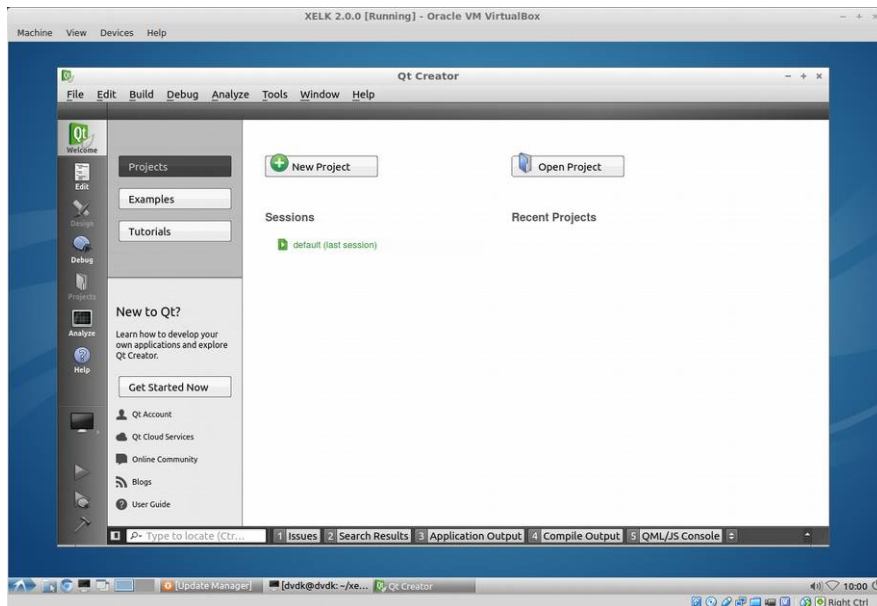 XELK 2.0.0 [Running] - Oracle VM VirtualBox
Machine View Devices Help
Qt Creator
File Edit Build Debug Analyze Tools Window Help
Qt
Welcome
Edit
Design
Debug
Projects
Analyze
Help
Projects
Examples
Tutorials
New to Qt?
Learn how to develop your
own applications and explore
Qt Creator.
Get Started Now
Qt Account
Qt Cloud Services
Online Community
Blogs
User Guide
New Project
Open Project
Sessions
Recent Projects
default (last session)
Type to locate (Ctr...
1 Issues 2 Search Results 3 Application Output 4 Compile Output 5 QML/JS Console
[Update Manager] [dvdk@dvdk: ~/xe... Qt Creator 10:00
Right Ctrl